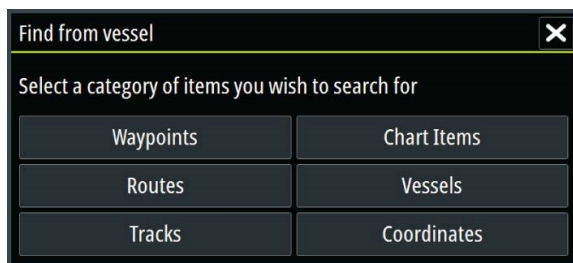 Find from vessel
Select a category of items you wish to search for
Waypoints
Chart Items
Routes
Vessels
Tracks
Coordinates